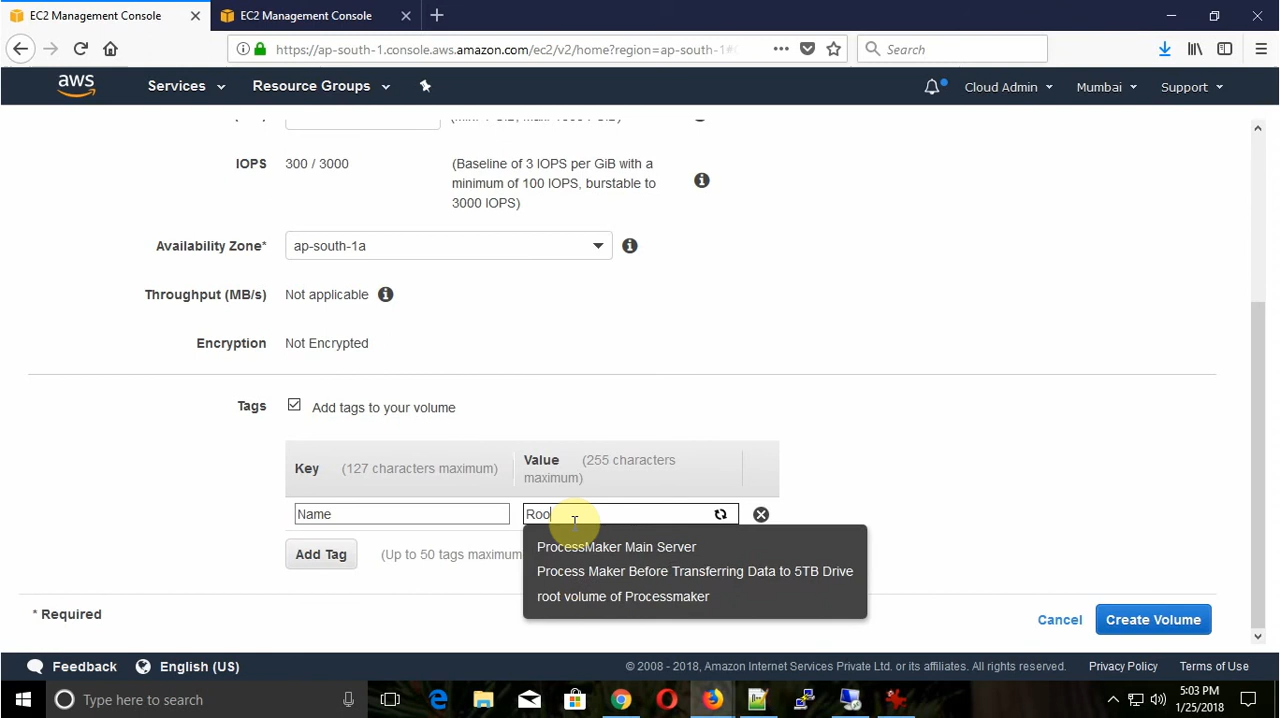 EC2 Management Console
EC2 Management Console
https://ap-south-1.console.aws.amazon.com/ec2/v2/home?region=ap-south-1#
Search
aws
Services
Resource Groups
Cloud Admin
Mumbai
Support
IOPS
300 / 3000
(Baseline of 3 IOPS per GiB with a
minimum of 100 IOPS, burstable to
3000 IOPS)
Availability Zone*
ap-south-1a
Throughput (MB/s)
Not applicable
Encryption
Not Encrypted
Tags
Add tags to your volume
Key (127 characters maximum)
Value (255 characters
maximum)
Name
Roo
Add Tag
(Up to 50 tags maximum
ProcessMaker Main Server
Process Maker Before Transferring Data to 5TB Drive
root volume of Processmaker
* Required
Cancel
Create Volume
Feedback
English (US)
© 2008 - 2018, Amazon Internet Services Private Ltd. or its affiliates. All rights reserved.
Privacy Policy
Terms of Use
Type here to search
5:03 PM
1/25/2018